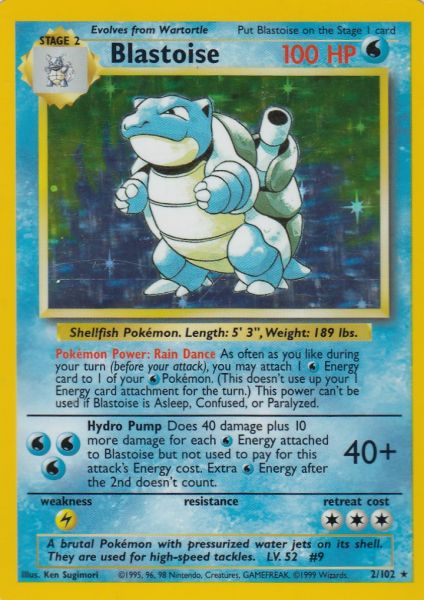 Evolves from Wartortle Put Blastoise on the Stage 1 card
STAGE 2
Blastoise 100 HP
Shellfish Pokémon. Length: 5' 3", Weight: 189 lbs.
Pokémon Power: Rain Dance As often as you like during
your turn (before your attack), you may attach 1 Energy
card to 1 of your Pokémon. (This doesn't use up your 1
Energy card attachment for the turn.) This power can't be
used if Blastoise is Asleep, Confused, or Paralyzed.
Hydro Pump Does 40 damage plus 10
more damage for each Energy attached
to Blastoise but not used to pay for this
attack's Energy cost. Extra Energy after
the 2nd doesn't count.
40+
weakness resistance retreat cost
A brutal Pokémon with pressurized water jets on its shell.
They are used for high-speed tackles. LV. 52 #9
Illus. Ken Sugimori ©1995, 96, 98 Nintendo, Creatures, GAMEFREAK. ©1999 Wizards. 2/102 ★